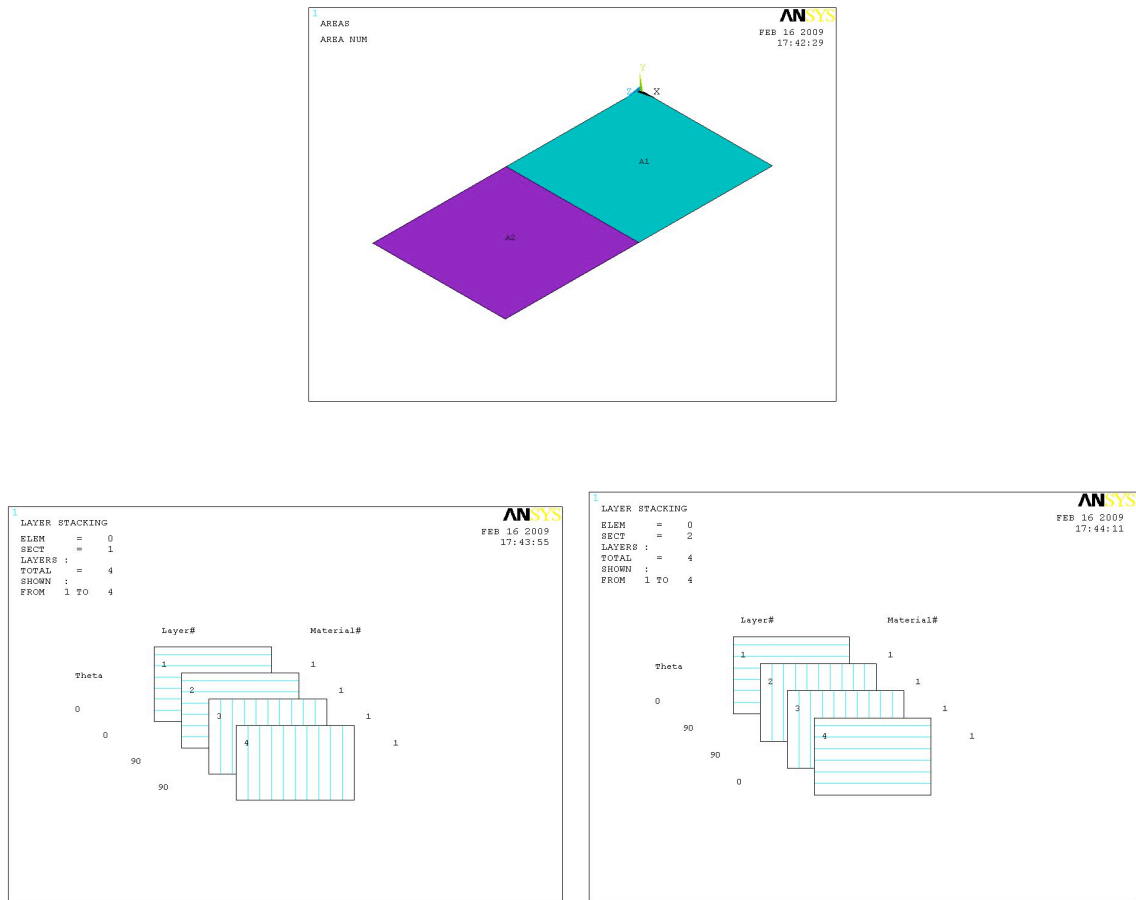 1
ANSYS
AREAS
AREA NUM
FEB 16 2009
17:42:29
Y
Z X
A1
A2
1
ANSYS
LAYER STACKING
FEB 16 2009
17:43:55
ELEM = 0
SECT = 1
LAYERS :
TOTAL = 4
SHOWN :
FROM 1 TO 4
Layer# Material#
Theta
1 1
2 1
0
3 1
0
4 1
90
90
1
ANSYS
LAYER STACKING
FEB 16 2009
17:44:11
ELEM = 0
SECT = 2
LAYERS :
TOTAL = 4
SHOWN :
FROM 1 TO 4
Layer# Material#
Theta
1 1
2 1
0
3 1
90
4 1
90
0